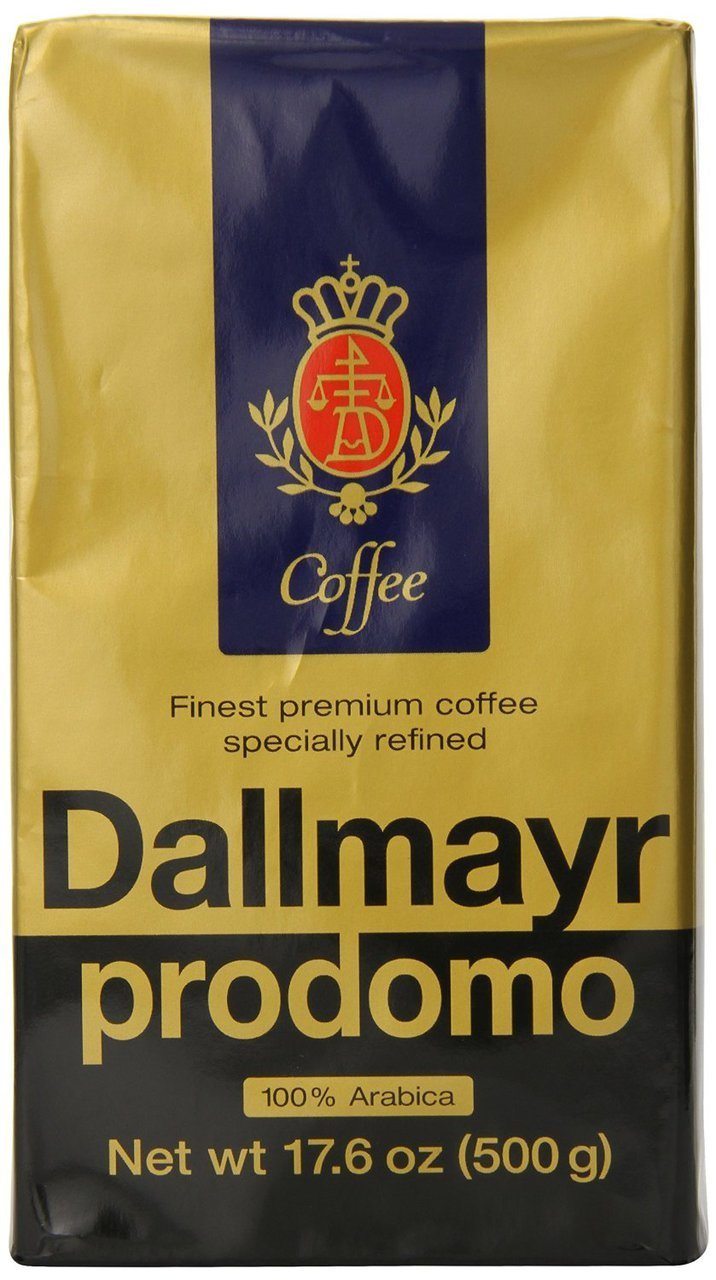 Coffee
Finest premium coffee
specially refined
Dallmayr
prodomo
100% Arabica
Net wt 17.6 oz (500 g)